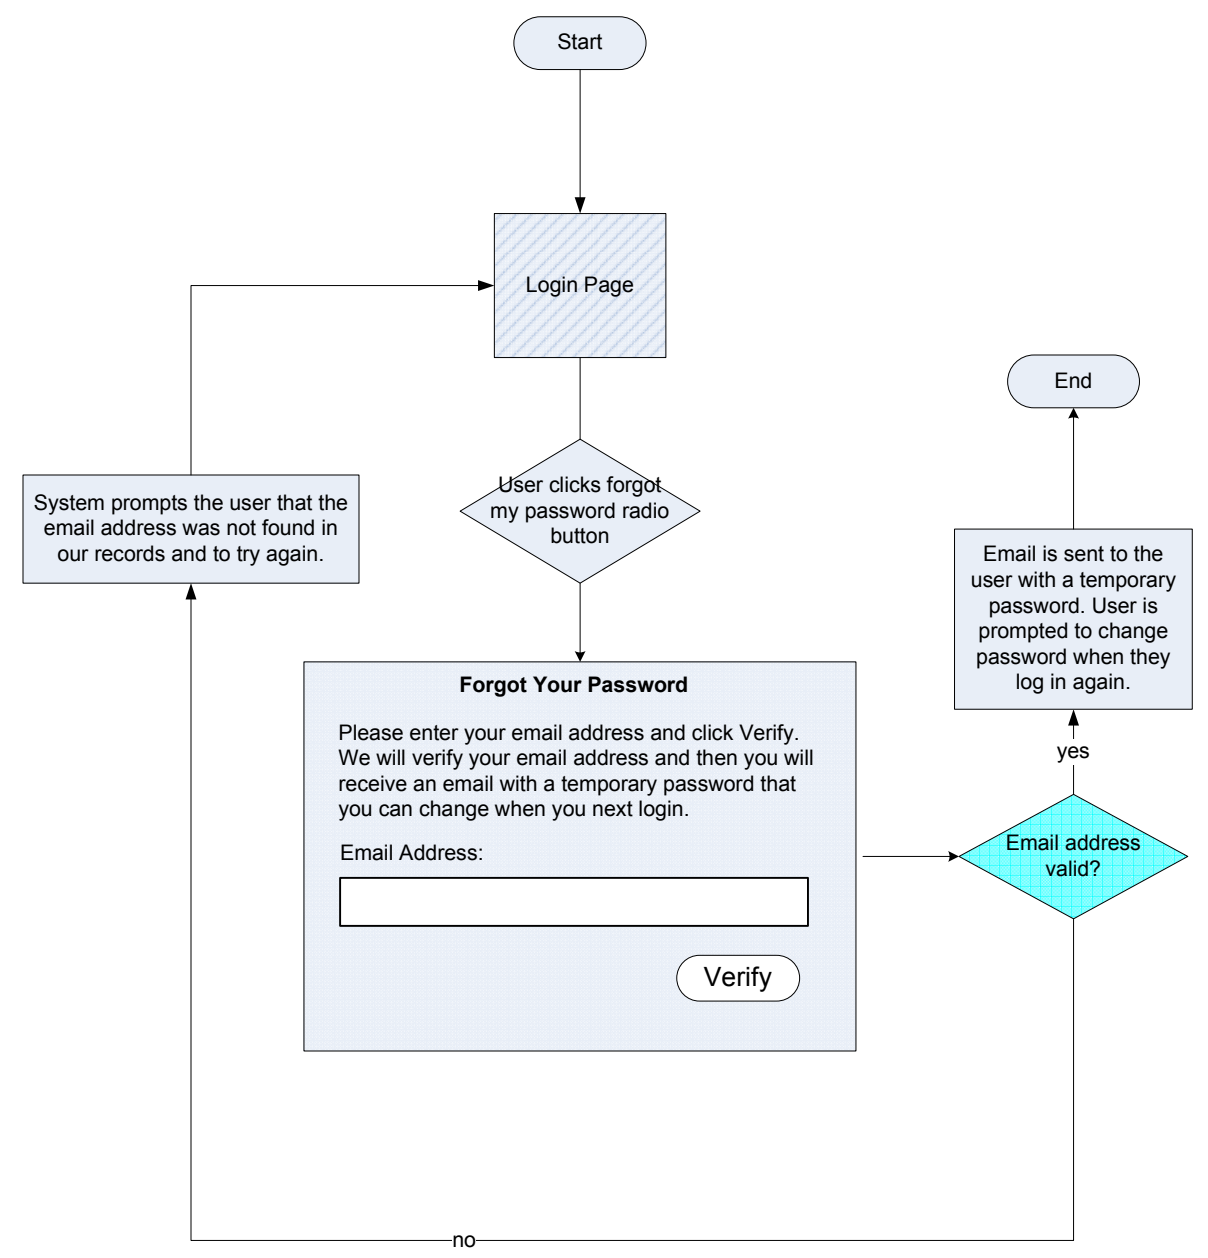 Start
Login Page
End
User clicks forgot
my password radio
button
System prompts the user that the
email address was not found in
our records and to try again.
Email is sent to the
user with a temporary
password. User is
prompted to change
password when they
log in again.
Forgot Your Password
Please enter your email address and click Verify.
We will verify your email address and then you will
receive an email with a temporary password that
you can change when you next login.
Email Address:
Verify
yes
Email address
valid?
no